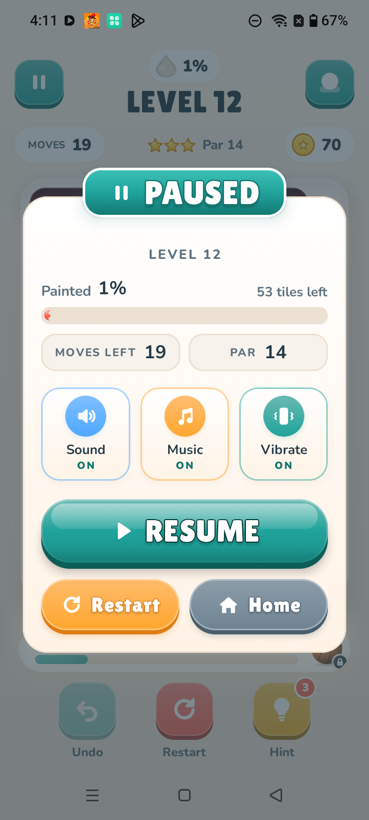 4:11 67%
1%
LEVEL 12
MOVES 19 Par 14 70
PAUSED
LEVEL 12
Painted 1% 53 tiles left
MOVES LEFT 19 PAR 14
Sound Music Vibrate
ON ON ON
RESUME
Restart Home
3
Undo Restart Hint